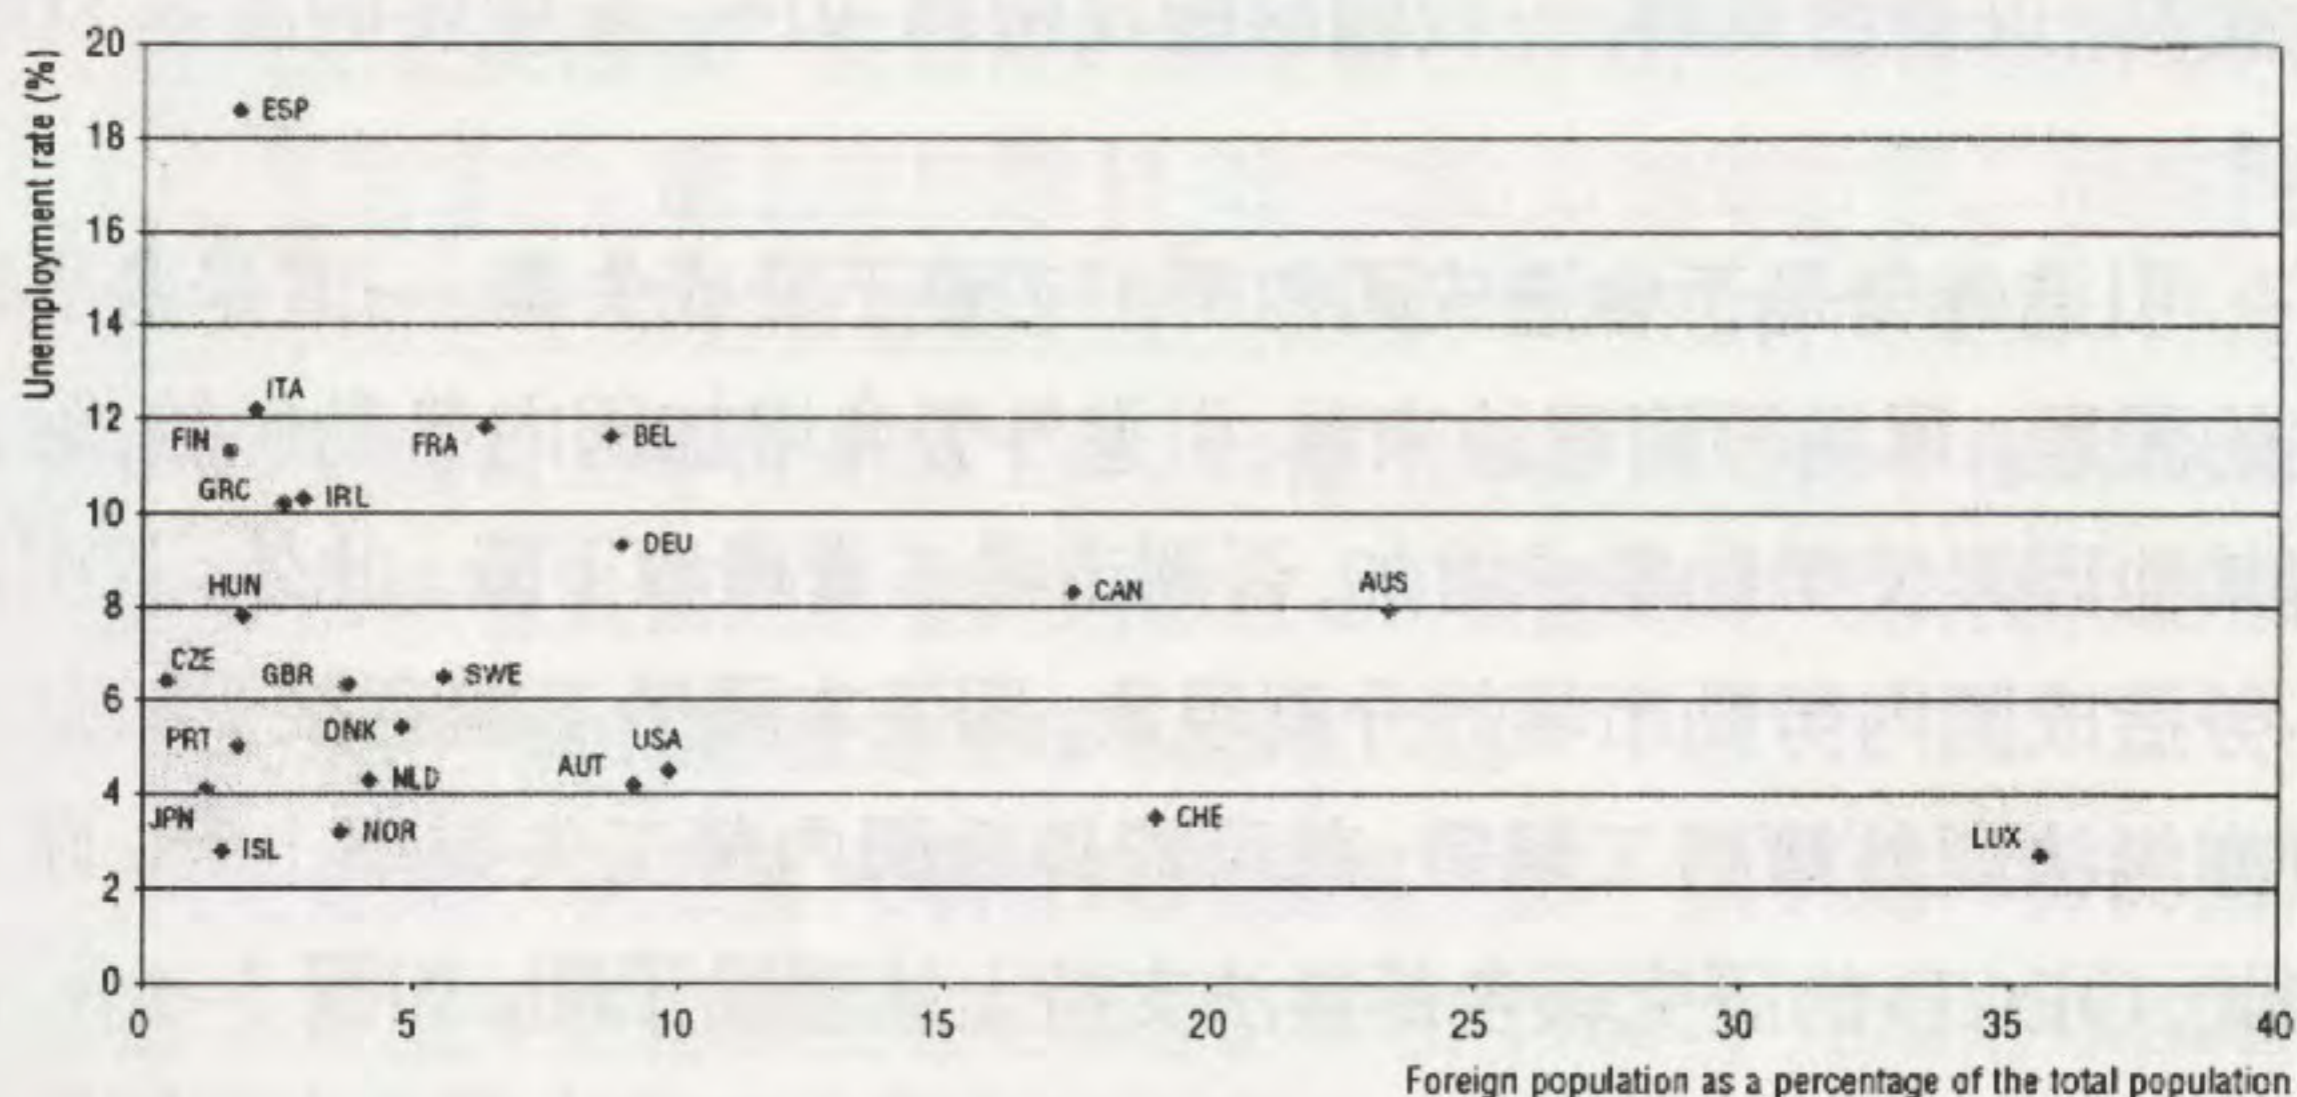 Unemployment rate (%)
20
18
16
14
12
10
8
6
4
2
0
ESP
ITA
FIN
FRA
BEL
GRC
IRL
DEU
HUN
CAN
AUS
CZE
GBR
SWE
PRT
DNK
USA
AUT
NLD
JPN
NOR
CHE
ISL
LUX
0 5 10 15 20 25 30 35 40
Foreign population as a percentage of the total population